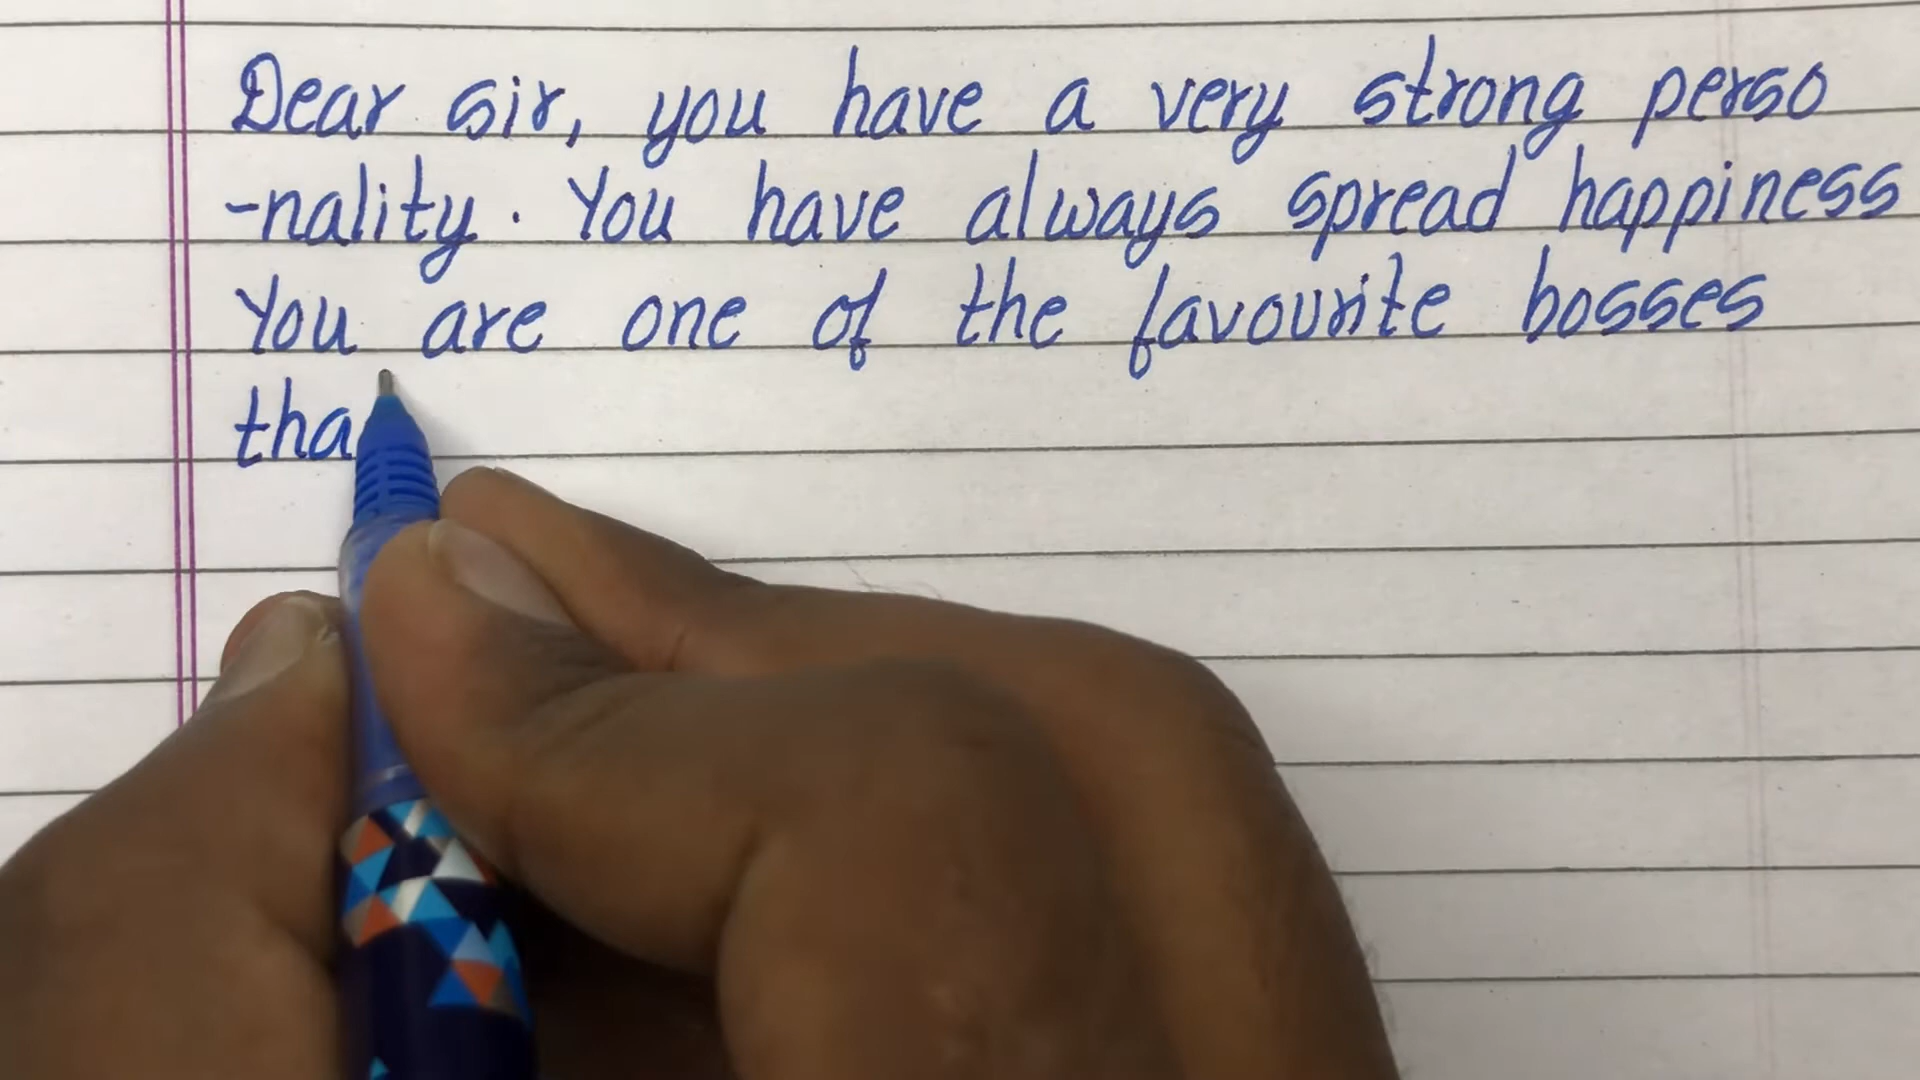 Dear sir, you have a very strong perso
-nality. You have always spread happiness
You are one of the favourite bosses
tha